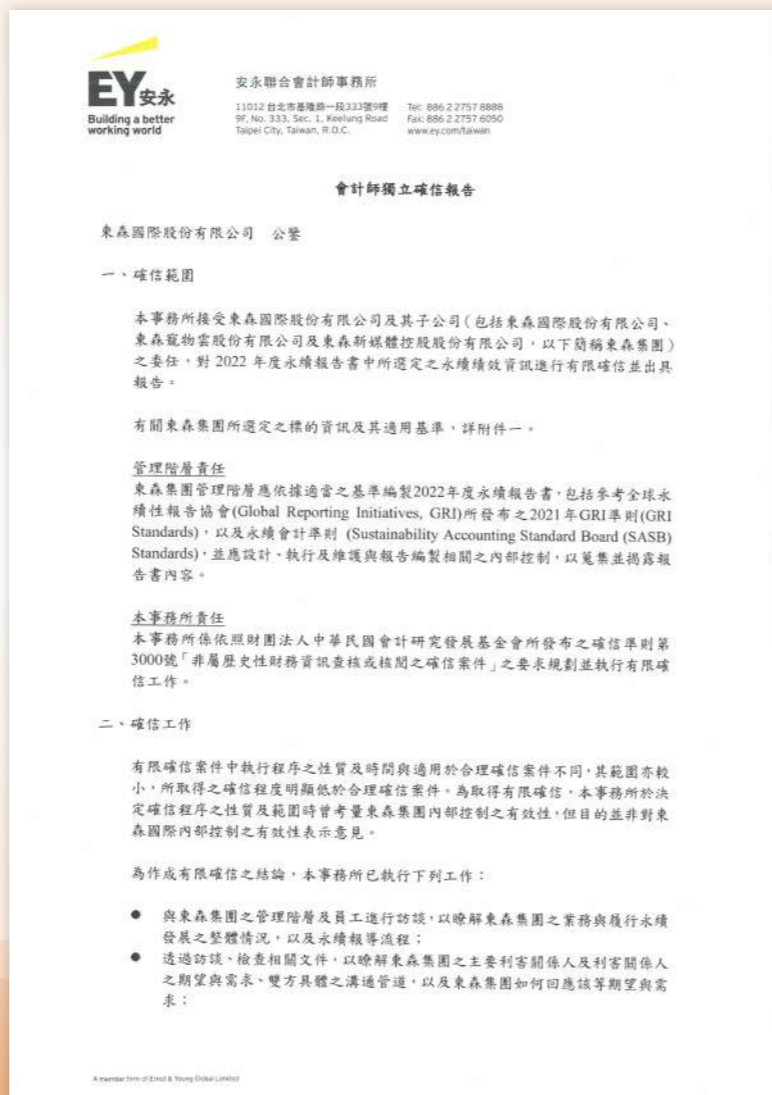 EY安永
Building a better
working world
安永聯合會計師事務所
11012 台北市基隆路一段333號9樓
9F, No. 333, Sec. 1, Keelung Road
Taipei City, Taiwan, R.O.C.
Tel: 886 2 2757 8888
Fax: 886 2 2757 6050
www.ey.com/taiwan
會計師獨立確信報告
東森國際股份有限公司 公鑒
一、確信範圍
本事務所接受東森國際股份有限公司及其子公司(包括東森國際股份有限公司、
東森寵物雲股份有限公司及東森新媒體控股股份有限公司,以下簡稱東森集團)
之委任,對 2022 年度永續報告書中所選定之永續績效資訊進行有限確信並出具
報告。
有關東森集團所選定之標的資訊及其適用基準,詳附件一。
管理階層責任
東森集團管理階層應依據適當之基準編製2022年度永續報告書,包括參考全球永
續性報告協會(Global Reporting Initiatives, GRI)所發布之2021年GRI準則(GRI
Standards),以及永續會計準則 (Sustainability Accounting Standard Board (SASB)
Standards),並應設計、執行及維護與報告編製相關之內部控制,以蒐集並揭露報
告書內容。
本事務所責任
本事務所係依照財團法人中華民國會計研究發展基金會所發布之確信準則第
3000號「非屬歷史性財務資訊查核或核閱之確信案件」之要求規劃並執行有限確
信工作。
二、確信工作
有限確信案件中執行程序之性質及時間與適用於合理確信案件不同,其範圍亦較
小,所取得之確信程度明顯低於合理確信案件。為取得有限確信,本事務所於決
定確信程序之性質及範圍時曾考量東森集團內部控制之有效性,但目的並非對東
森國際內部控制之有效性表示意見。
為作成有限確信之結論,本事務所已執行下列工作:
● 與東森集團之管理階層及員工進行訪談,以瞭解東森集團之業務與履行永續
發展之整體情況,以及永續報導流程;
● 透過訪談、檢查相關文件,以瞭解東森集團之主要利害關係人及利害關係人
之期望與需求、雙方具體之溝通管道,以及東森集團如何回應該等期望與需
求;
A member firm of Ernst & Young Global Limited